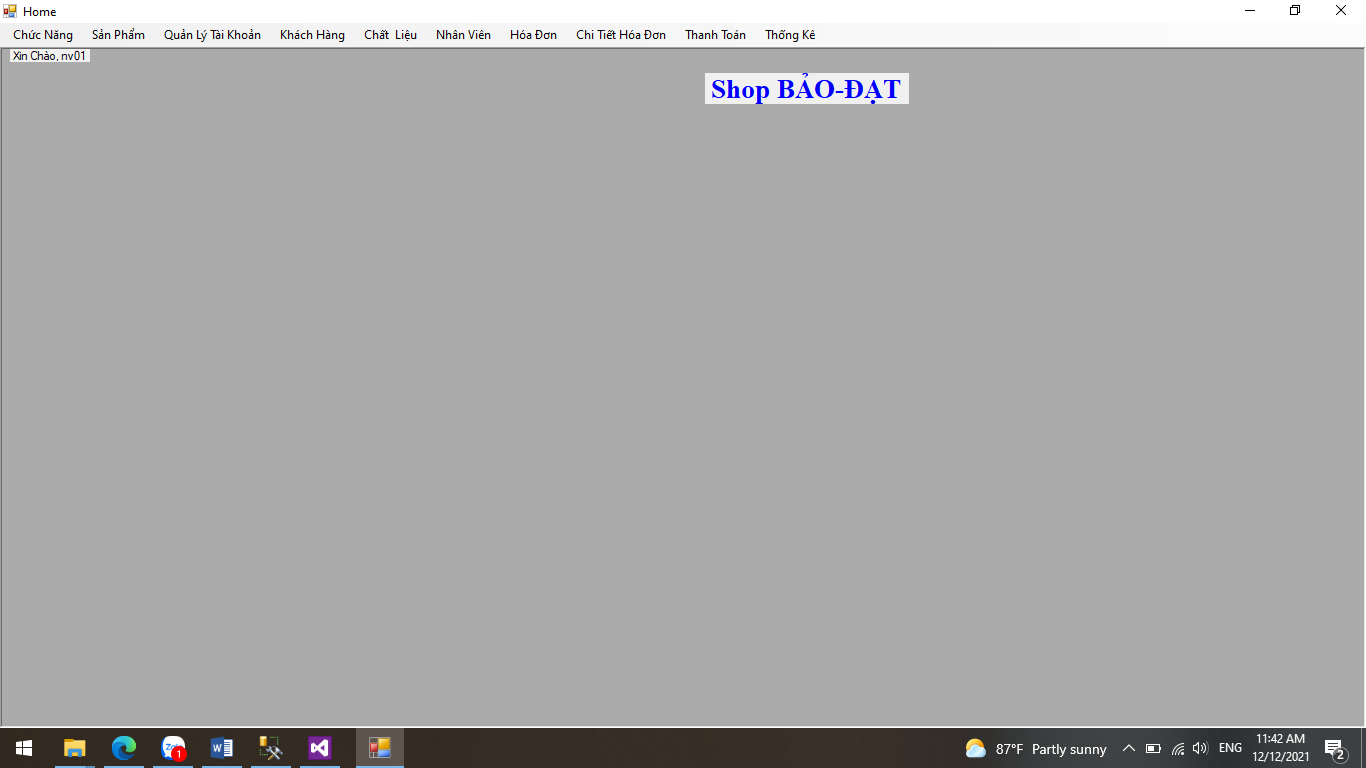 Home
Chức Năng Sản Phẩm Quản Lý Tài Khoản Khách Hàng Chất  Liệu Nhân Viên Hóa Đơn Chi Tiết Hóa Đơn Thanh Toán Thống Kê
Xin Chào, nv01
Shop BẢO-ĐẠT
87°F Partly sunny ENG 11:42 AM
12/12/2021
1
2